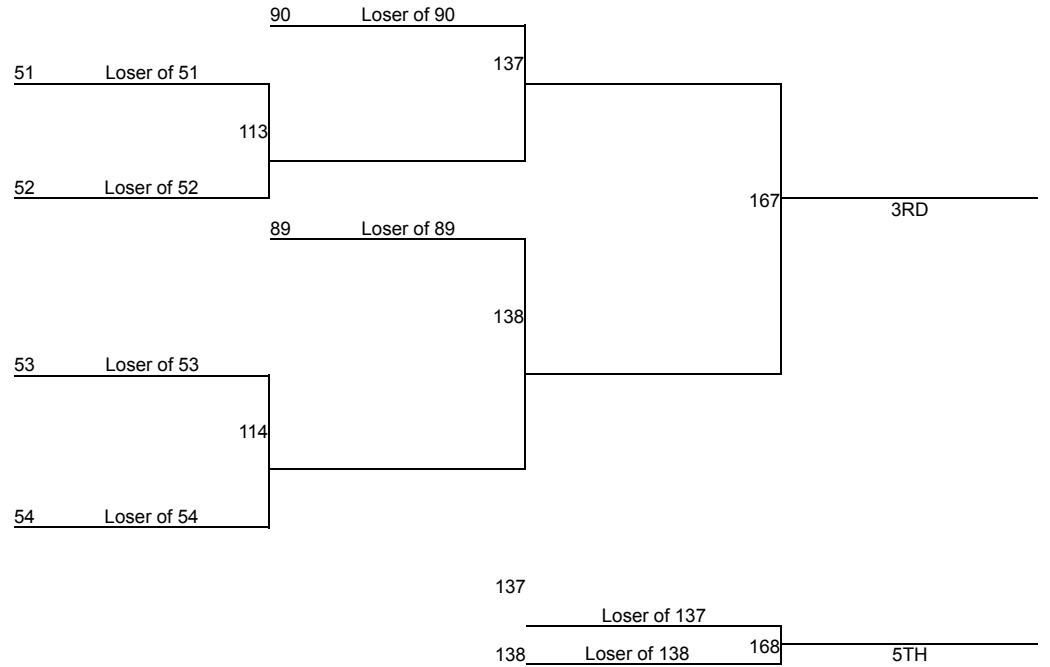 90 Loser of 90
137
51 Loser of 51
113
52 Loser of 52
167
3RD
89 Loser of 89
138
53 Loser of 53
114
54 Loser of 54
137
Loser of 137
138 Loser of 138
168
5TH